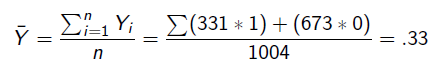 Ȳ = ∑ⁿᵢ₌₁ Yᵢ / n = ∑(331 * 1) + (673 * 0) / 1004 = .33